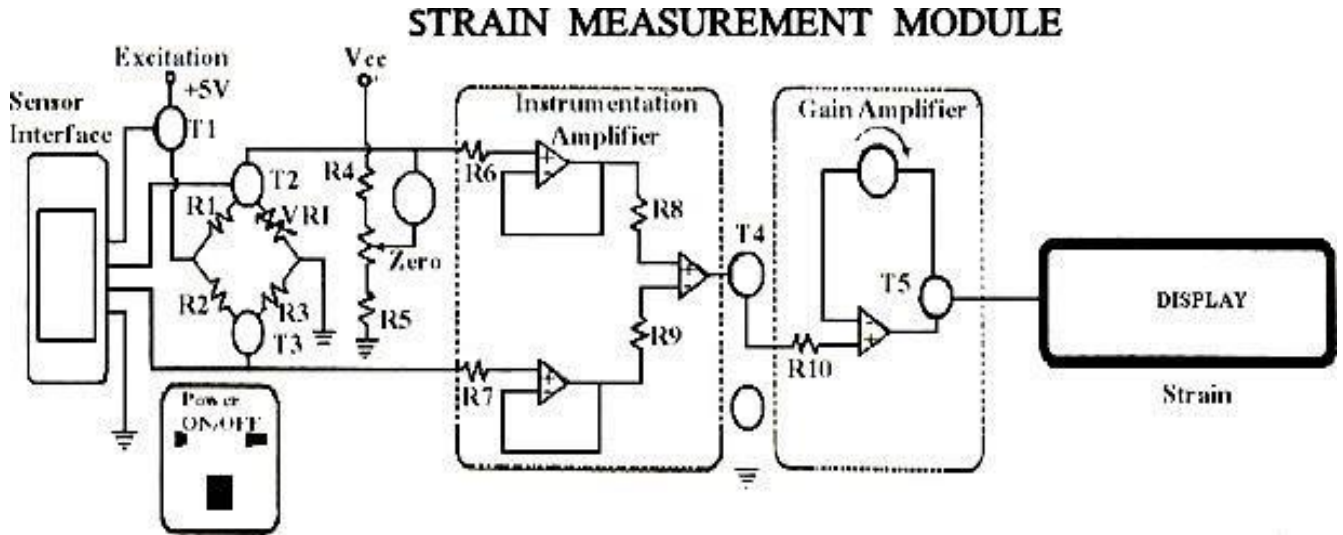 STRAIN MEASUREMENT MODULE
Excitation
+5V
Sensor
Interface
T1
Vcc
T2
R1
VR1
R2
R3
T3
R4
Zero
R5
Power
ON/OFF
Instrumentation
Amplifier
R6
R7
R8
R9
T4
Gain Amplifier
R10
T5
DISPLAY
Strain